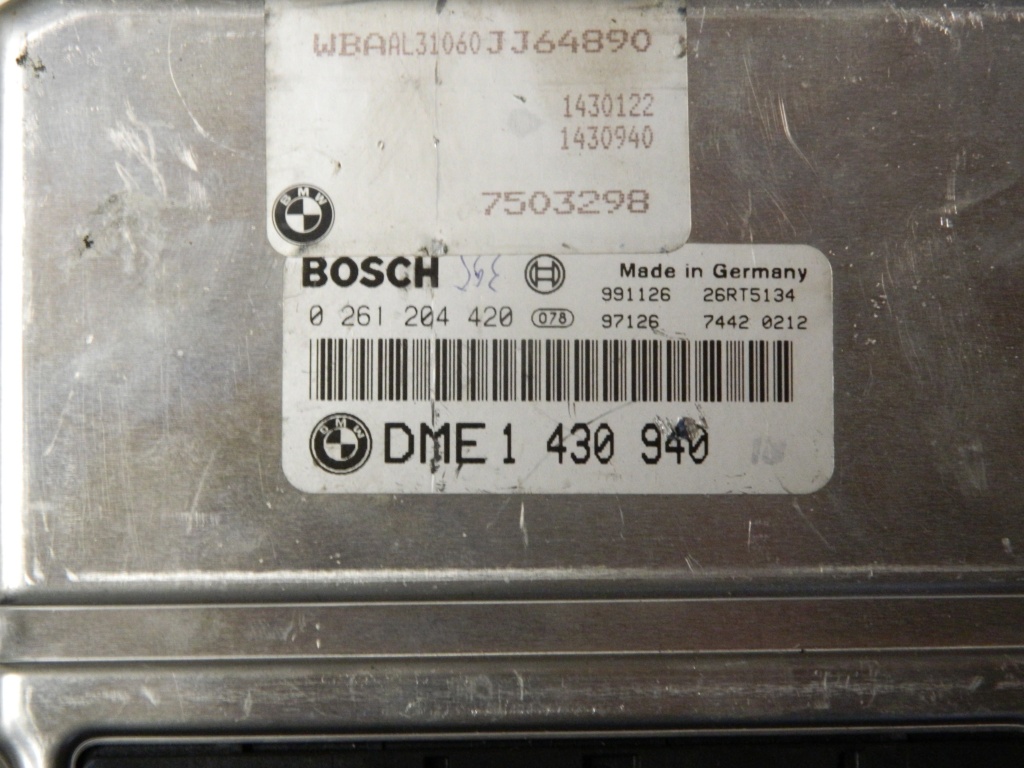 WBAAL31060JJ64890
1430122
1430940
7503298
BMW
BOSCH
Made in Germany
991126 26RT5134
0 261 204 420 078 97126 7442 0212
BMW
DME 1 430 940